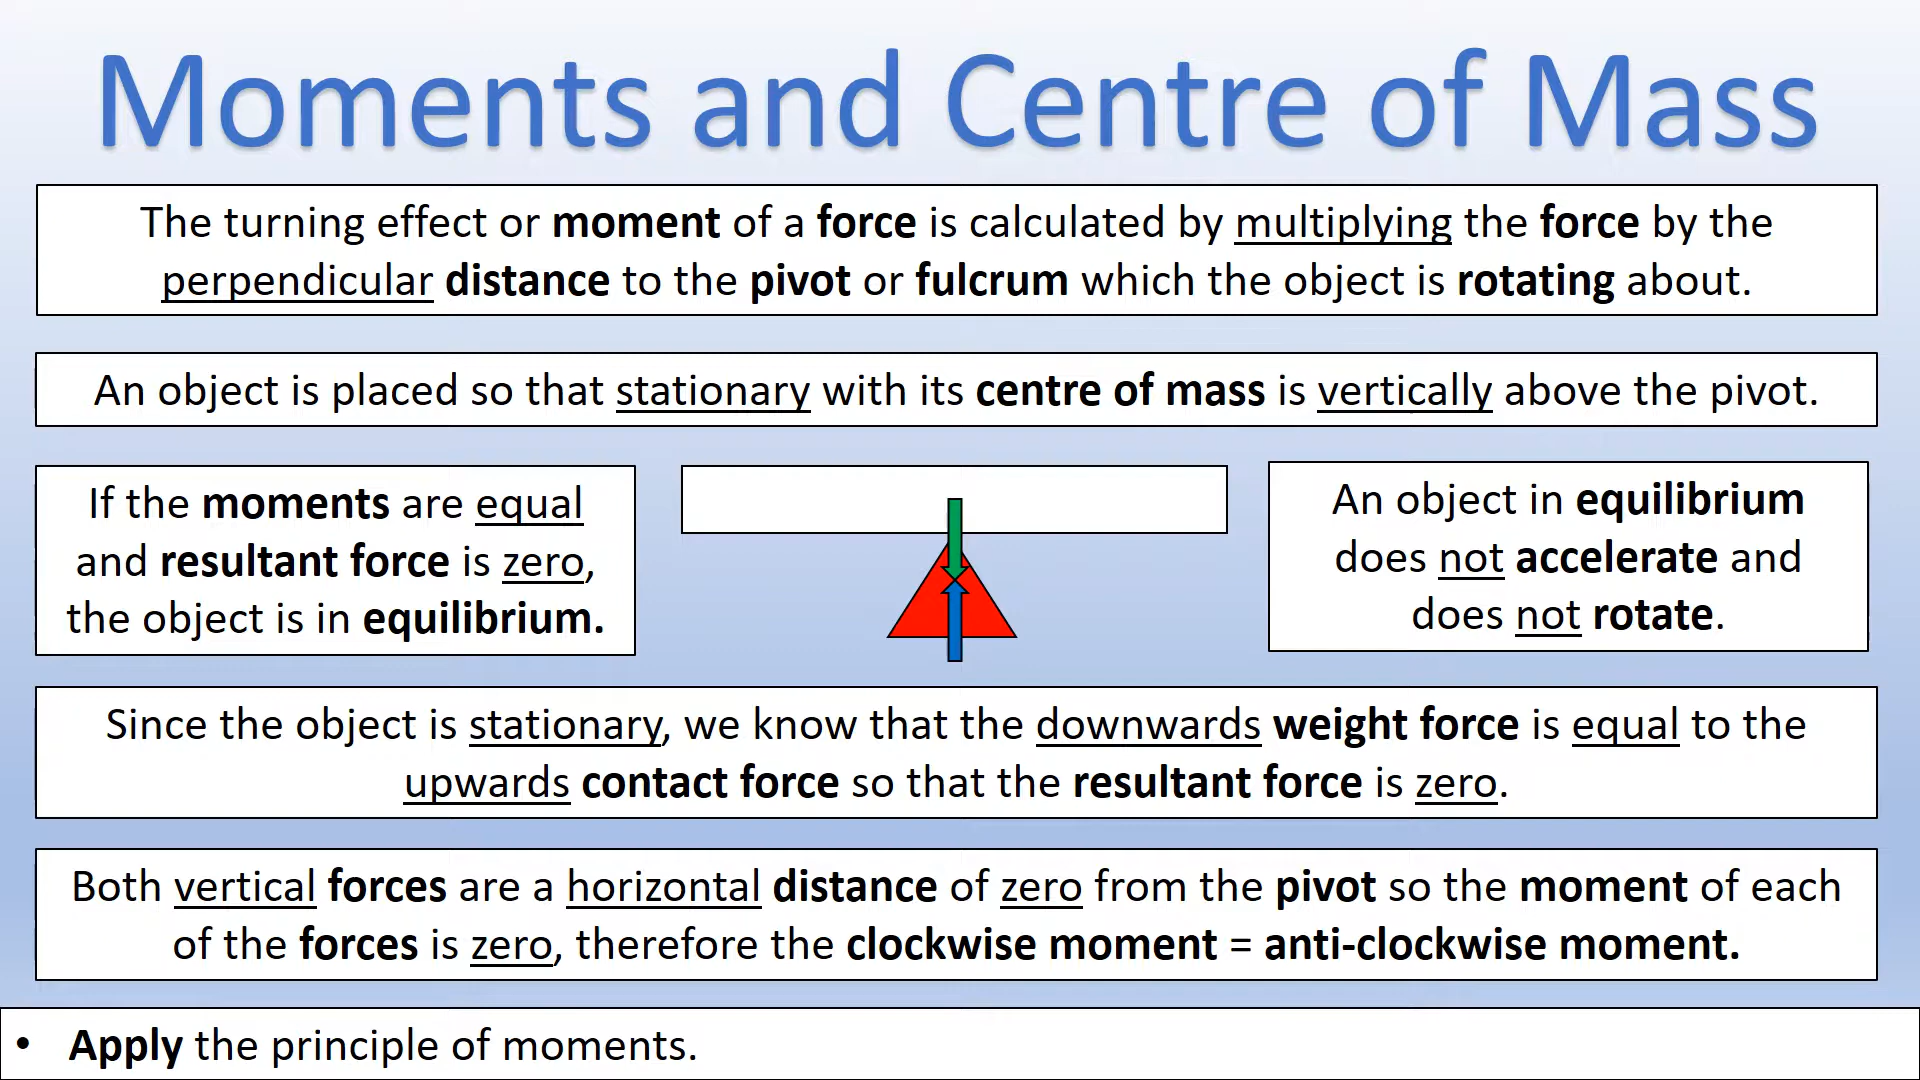 Moments and Centre of Mass
The turning effect or moment of a force is calculated by multiplying the force by the
perpendicular distance to the pivot or fulcrum which the object is rotating about.
An object is placed so that stationary with its centre of mass is vertically above the pivot.
If the moments are equal
and resultant force is zero,
the object is in equilibrium.
An object in equilibrium
does not accelerate and
does not rotate.
Since the object is stationary, we know that the downwards weight force is equal to the
upwards contact force so that the resultant force is zero.
Both vertical forces are a horizontal distance of zero from the pivot so the moment of each
of the forces is zero, therefore the clockwise moment = anti-clockwise moment.
• Apply the principle of moments.